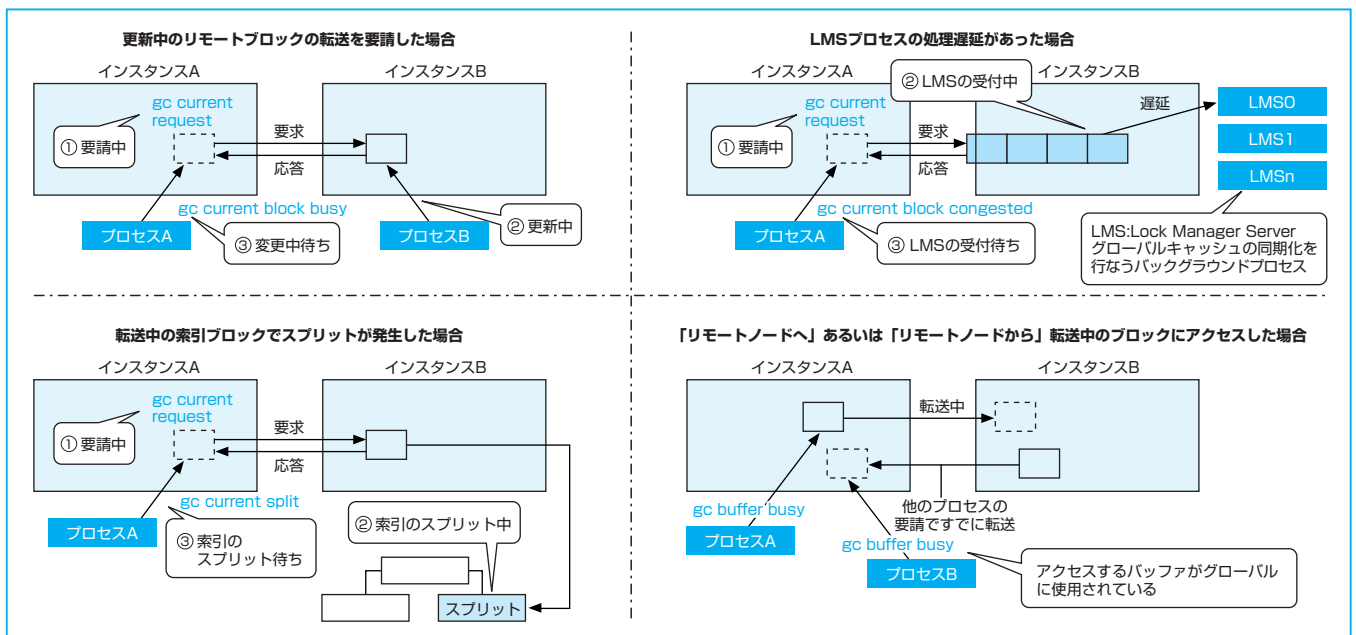 更新中のリモートブロックの転送を要請した場合
インスタンスA
インスタンスB
gc current
request
① 要請中
要求
応答
gc current block busy
プロセスA
③ 変更中待ち
プロセスB
② 更新中
LMSプロセスの処理遅延があった場合
インスタンスA
② LMSの受付中
インスタンスB
gc current
request
① 要請中
要求
応答
遅延
LMS0
LMS1
LMSn
gc current block congested
プロセスA
③ LMSの受付待ち
LMS:Lock Manager Server
グローバルキャッシュの同期化を
行なうバックグラウンドプロセス
転送中の索引ブロックでスプリットが発生した場合
インスタンスA
インスタンスB
gc current
request
① 要請中
要求
応答
gc current split
プロセスA
③ 索引の
スプリット待ち
② 索引のスプリット中
スプリット
「リモートノードへ」あるいは「リモートノードから」転送中のブロックにアクセスした場合
インスタンスA
インスタンスB
転送中
gc buffer busy
プロセスA
他のプロセスの
要請ですでに転送
gc buffer busy
プロセスB
アクセスするバッファがグローバル
に使用されている